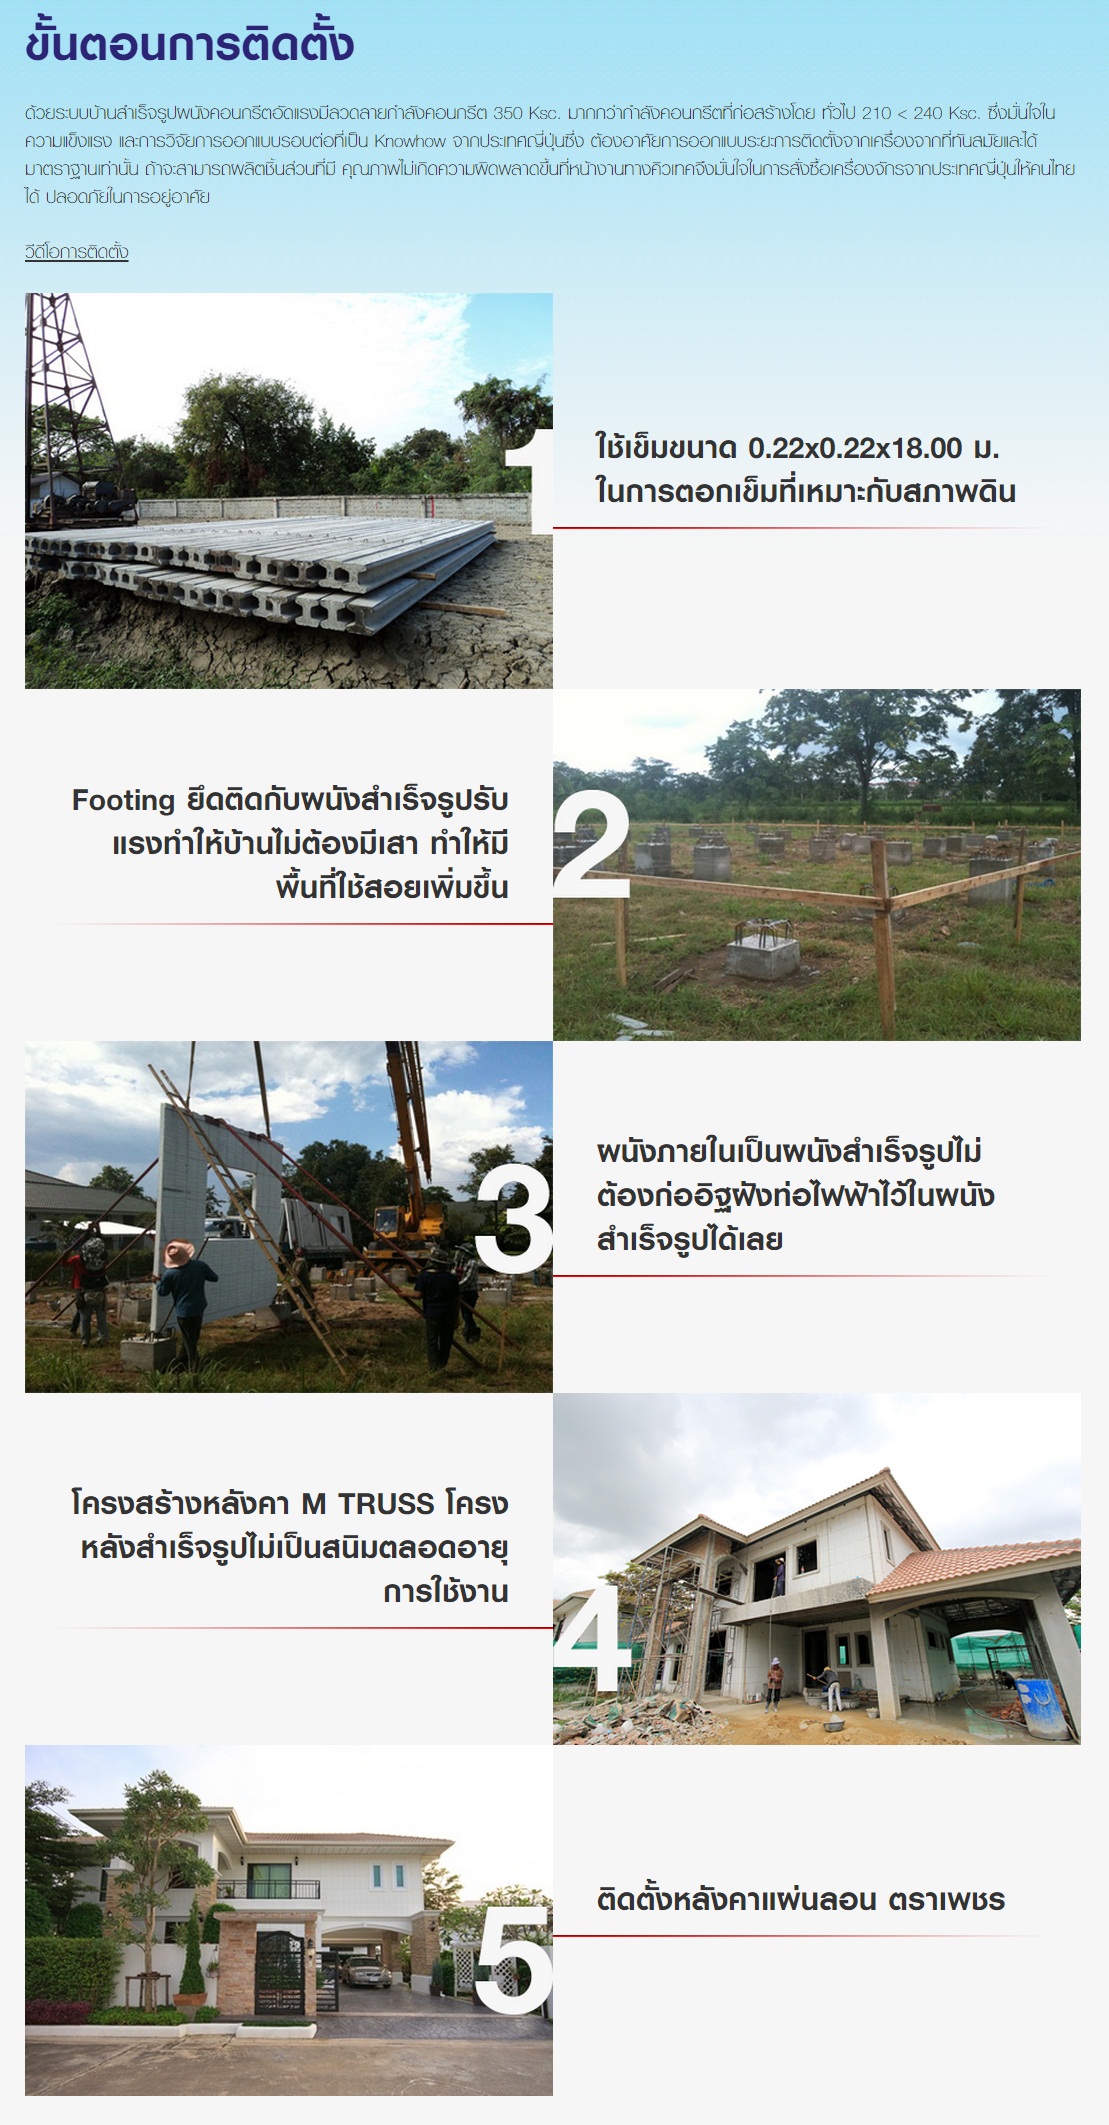 ขั้นตอนการติดตั้ง
ด้วยระบบบ้านสำเร็จรูปพนังคอนกรีตอัดแรงมีลวดลายกำลังคอนกรีต 350 Ksc. มากกว่ากำลังคอนกรีตที่ก่อสร้างโดย ทั่วไป 210 < 240 Ksc. ซึ่งมั่นใจใน
ความแข็งแรง และการวิจัยการออกแบบรอบต่อที่เป็น Knowhow จากประเทศญี่ปุ่นซึ่ง ต้องอาศัยการออกแบบระยะการติดตั้งจากเครื่องจากที่ทันสมัยและได้
มาตราฐานเท่านั้น ถ้าจะสามารถผลิตชิ้นส่วนที่มี คุณภาพไม่เกิดความผิดพลาดขึ้นที่หน้างานทางคิวเทคจึงมั่นใจในการสั่งซื้อเครื่องจักรจากประเทศญี่ปุ่นให้คนไทย
ได้ ปลอดภัยในการอยู่อาศัย
วีดีโอการติดตั้ง
1
ใช้เข็มขนาด 0.22x0.22x18.00 ม.
ในการตอกเข็มที่เหมาะกับสภาพดิน
Footing ยึดติดกับผนังสำเร็จรูปรับ
แรงทำให้บ้านไม่ต้องมีเสา ทำให้มี
พื้นที่ใช้สอยเพิ่มขึ้น
2
3
ผนังภายในเป็นผนังสำเร็จรูปไม่
ต้องก่ออิฐฝังท่อไฟฟ้าไว้ในผนัง
สำเร็จรูปได้เลย
โครงสร้างหลังคา M TRUSS โครง
หลังสำเร็จรูปไม่เป็นสนิมตลอดอายุ
การใช้งาน
4
5
ติดตั้งหลังคาแผ่นลอน ตราเพชร